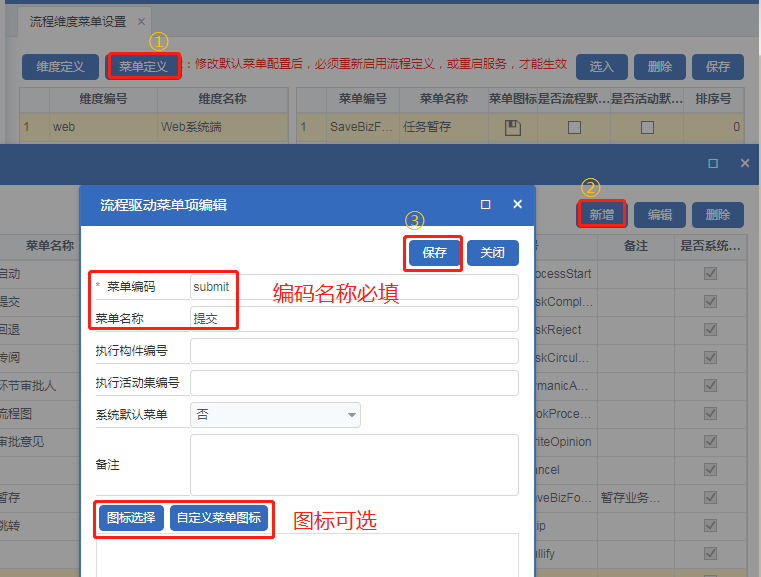 流程维度菜单设置 ×
①
维度定义 菜单定义 : 修改默认菜单配置后，必须重新启用流程定义，或重启服务，才能生效 选入 删除 保存
维度编号 维度名称 菜单编号 菜单名称 菜单图标 是否流程默... 是否活动默... 排序号
1 web Web系统端 1 SaveBizF... 任务暂存 0
②
新增 编辑 删除
流程驱动菜单项编辑
③
保存 关闭
菜单名称 备注 是否系统...
* 菜单编码 submit
编码名称必填
菜单名称 提交
执行构件编号
执行活动集编号
系统默认菜单 否
备注
图标选择 自定义菜单图标
图标可选
启动 ocessStart
提交 skCompl...
回退 skReject
传阅 skCircul...
环节审批人 manicA...
流程图 okProce...
审批意见 riteOpinion
ncel
暂存 veBizFo... 暂存业务...
跳转 ip
llify